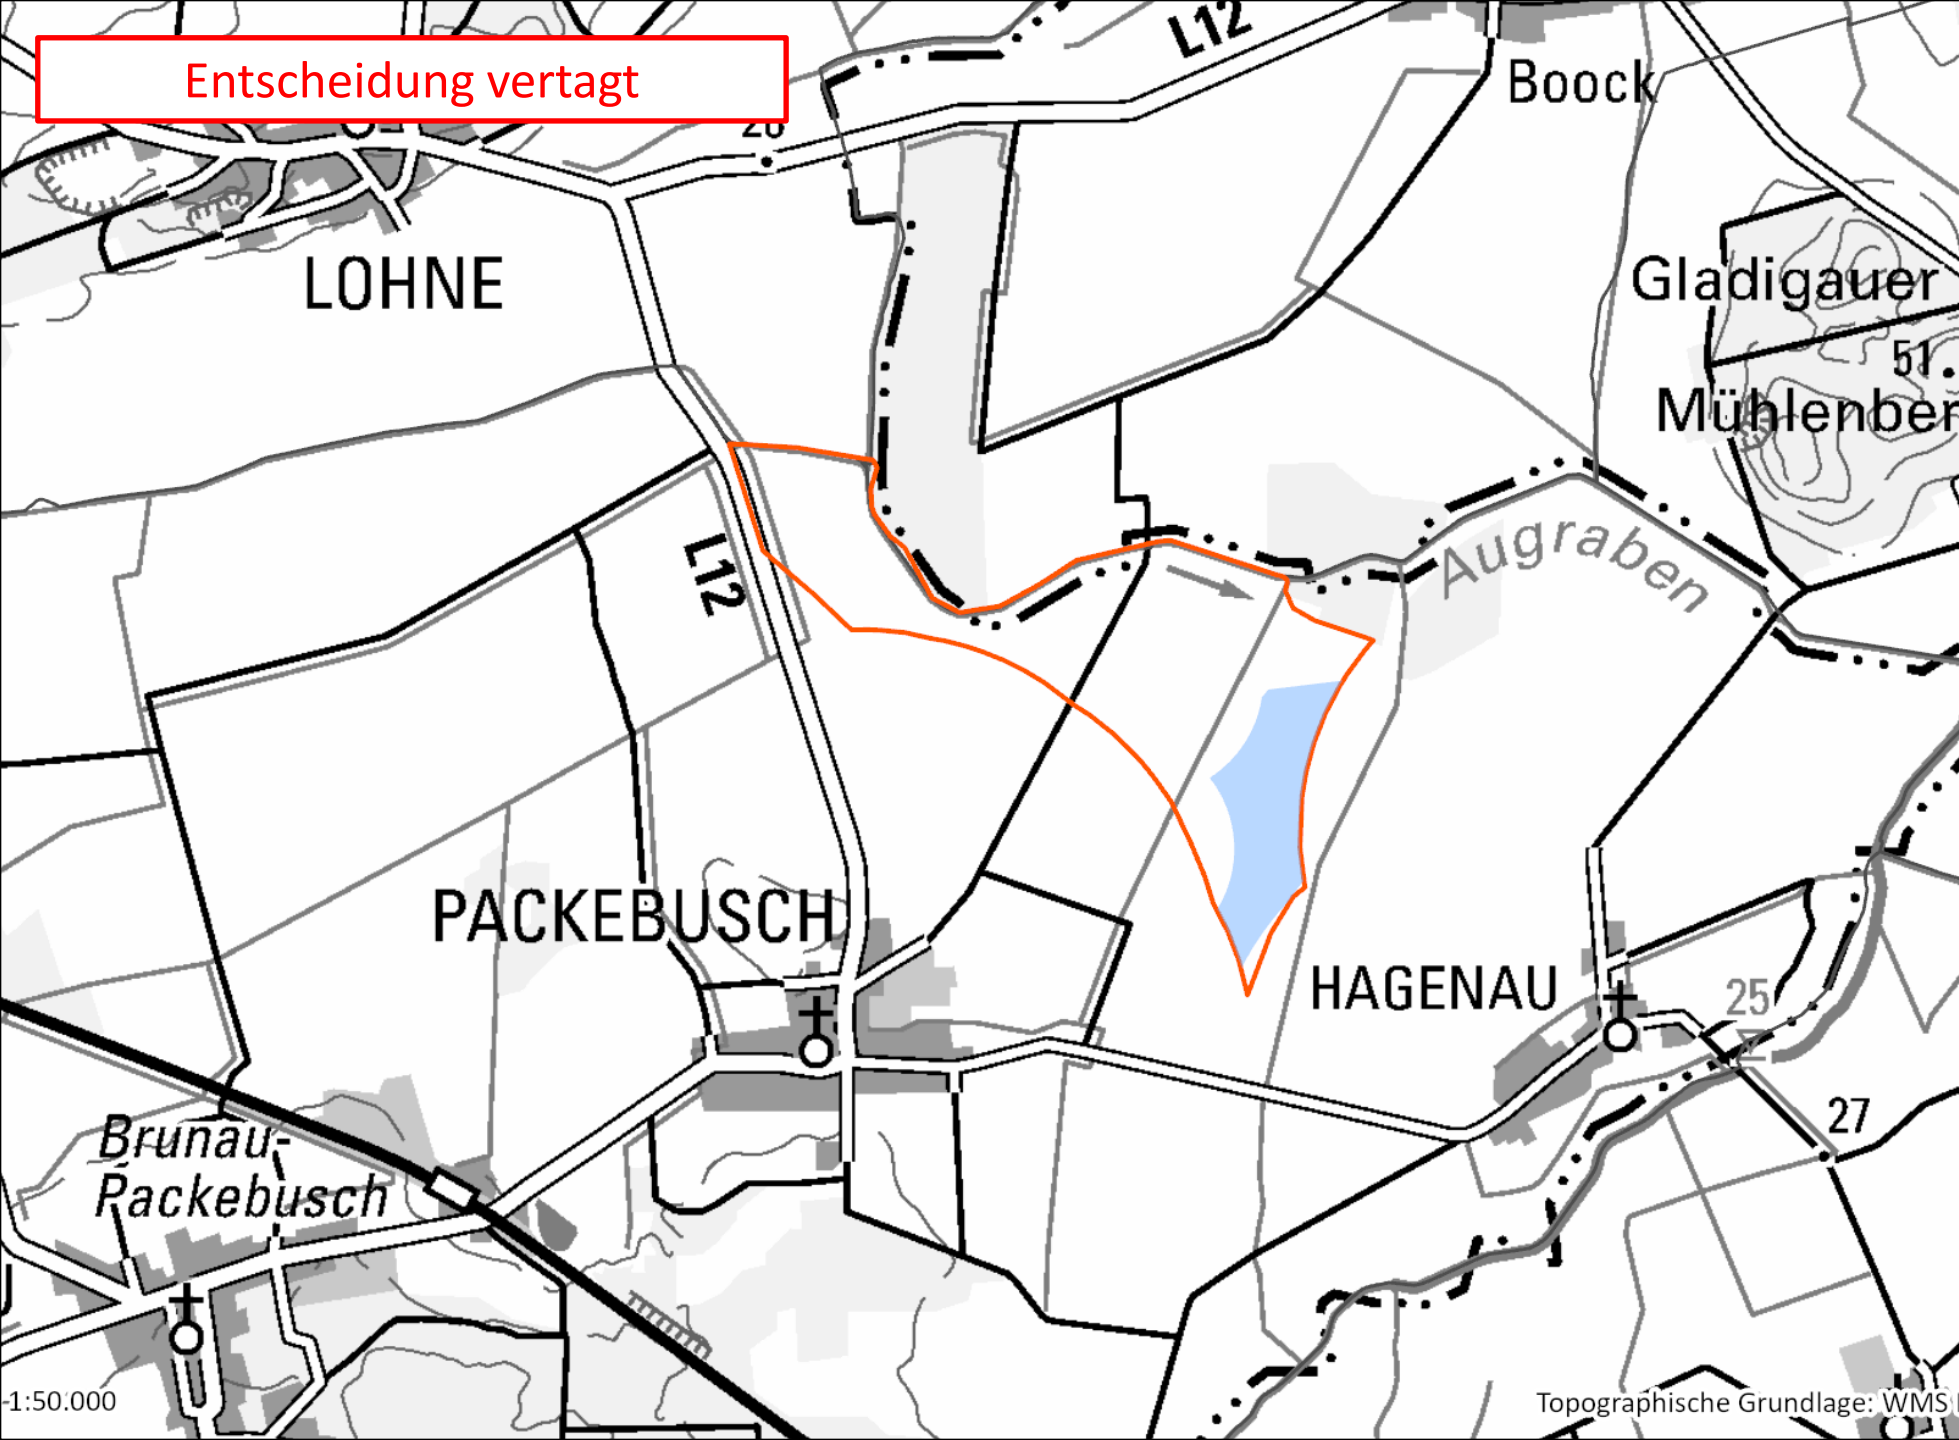 Entscheidung vertagt
L12
Boock
LOHNE
Gladigauer
51
Mühlenber
L12
Augraben
PACKEBUSCH
HAGENAU
25
27
Brunau-
Packebusch
1:50.000
Topographische Grundlage: WMS